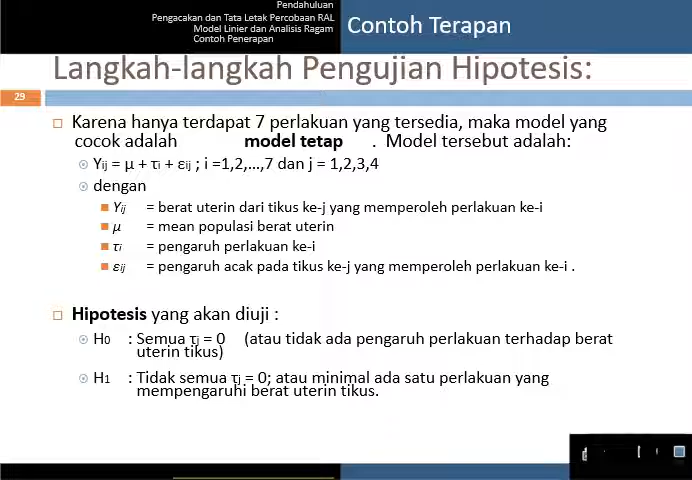 Pendahuluan
Pengacakan dan Tata Letak Percobaan RAL
Model Linier dan Analisis Ragam
Contoh Penerapan
Contoh Terapan
Langkah-langkah Pengujian Hipotesis:
29
Karena hanya terdapat 7 perlakuan yang tersedia, maka model yang
cocok adalah model tetap . Model tersebut adalah:
Yij = μ + τi + εij ; i =1,2,...,7 dan j = 1,2,3,4
dengan
Yij = berat uterin dari tikus ke-j yang memperoleh perlakuan ke-i
μ = mean populasi berat uterin
τi = pengaruh perlakuan ke-i
εij = pengaruh acak pada tikus ke-j yang memperoleh perlakuan ke-i .
Hipotesis yang akan diuji :
H0 : Semua τj = 0 (atau tidak ada pengaruh perlakuan terhadap berat
uterin tikus)
H1 : Tidak semua τj = 0; atau minimal ada satu perlakuan yang
mempengaruhi berat uterin tikus.